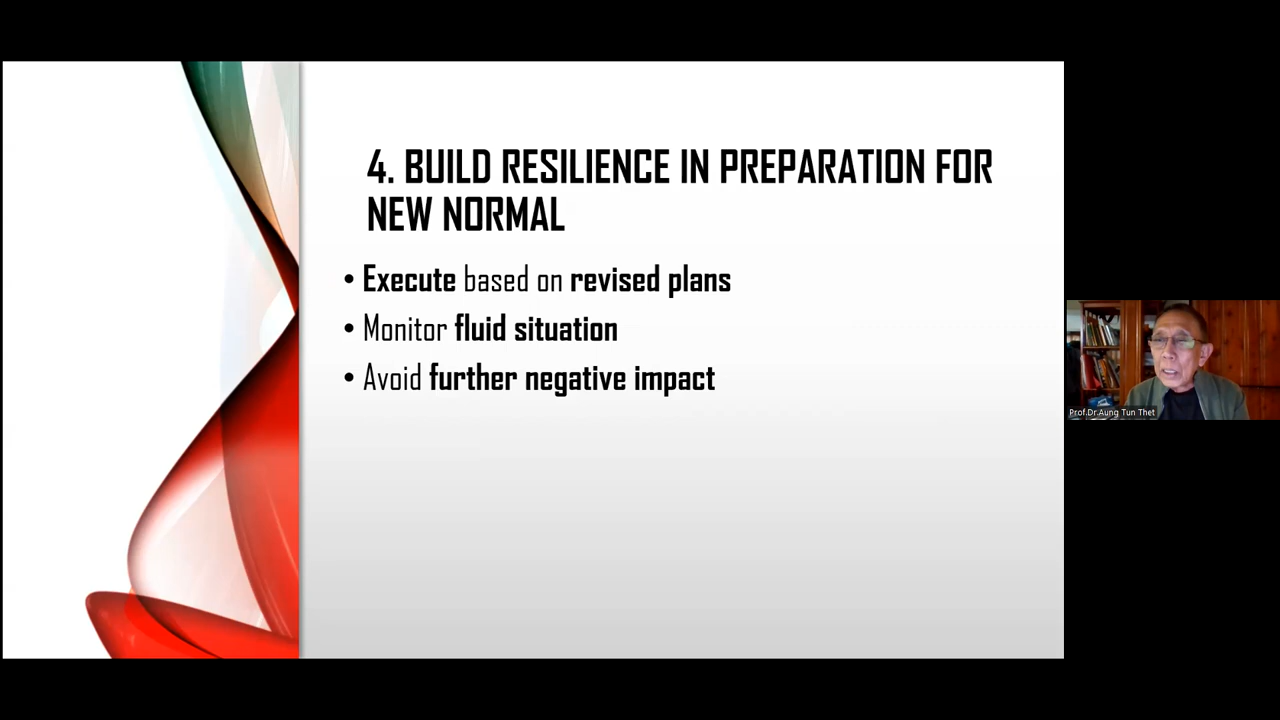 4. BUILD RESILIENCE IN PREPARATION FOR
NEW NORMAL
• Execute based on revised plans
• Monitor fluid situation
• Avoid further negative impact
Prof.Dr.Aung Tun Thet